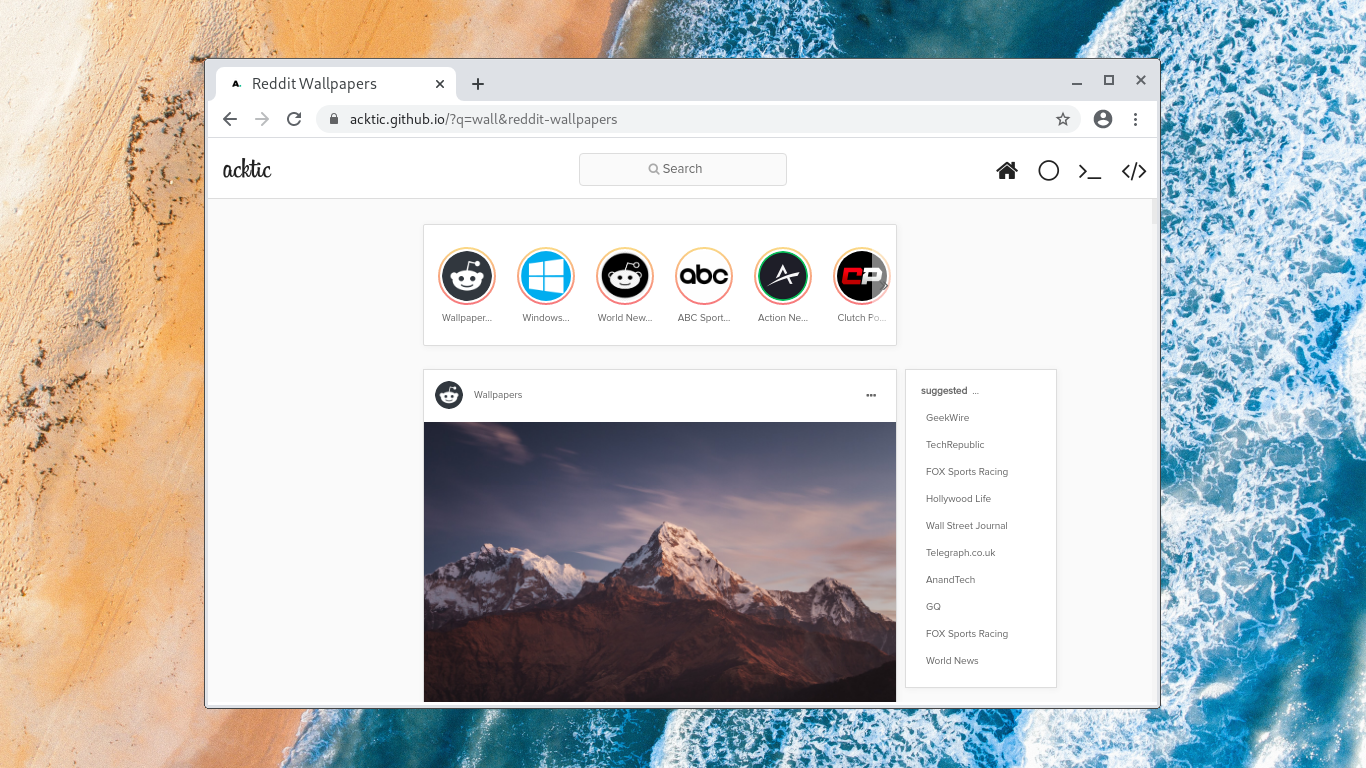 A. Reddit Wallpapers
acktic.github.io/?q=wall&reddit-wallpapers
acktic
Search
>_ </>
abc
CP
Wallpaper... Windows... World New... ABC Sport... Action Ne... Clutch Po...
Wallpapers
suggested ...
GeekWire
TechRepublic
FOX Sports Racing
Hollywood Life
Wall Street Journal
Telegraph.co.uk
AnandTech
GQ
FOX Sports Racing
World News